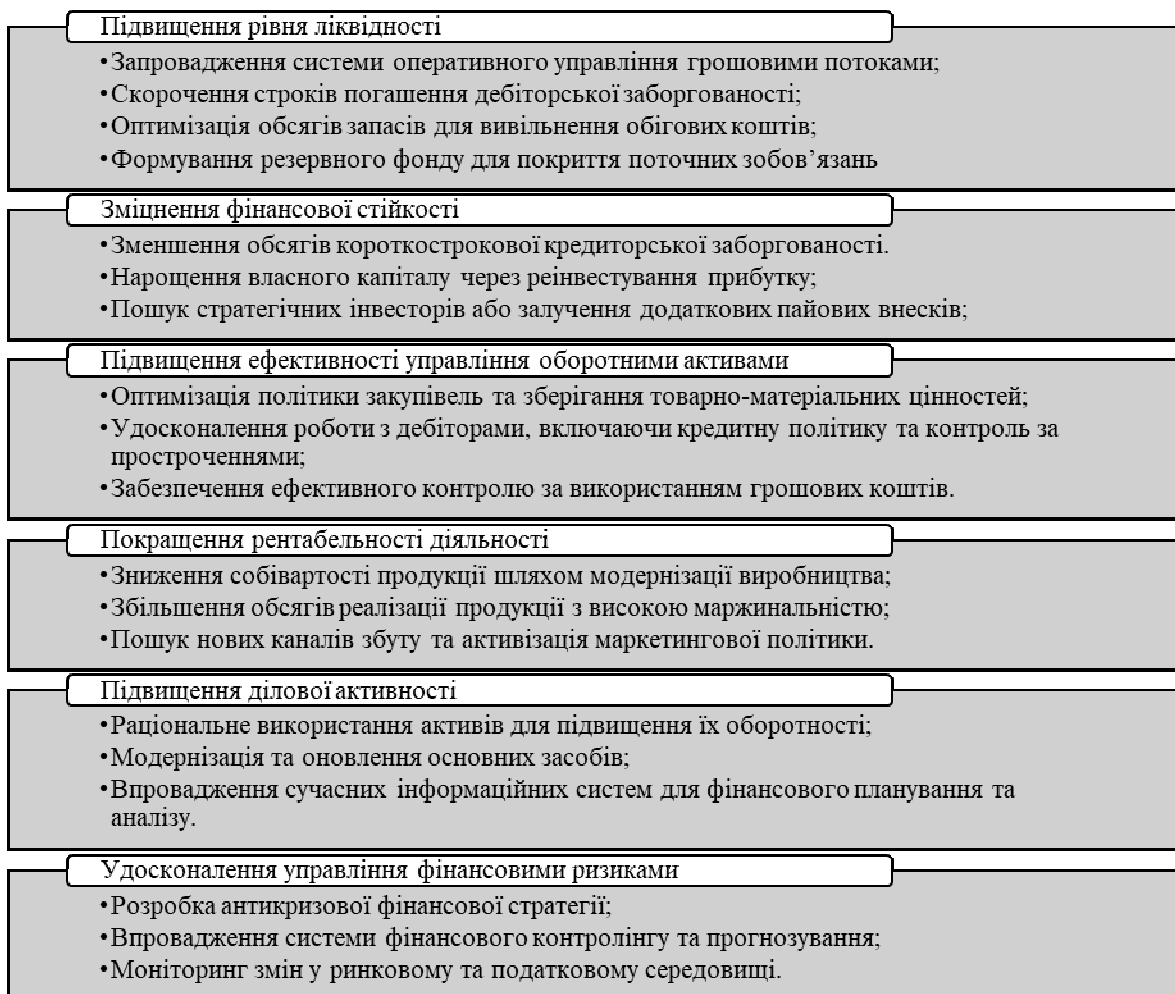 Підвищення рівня ліквідності
•Запровадження системи оперативного управління грошовими потоками;
•Скорочення строків погашення дебіторської заборгованості;
•Оптимізація обсягів запасів для вивільнення обігових коштів;
•Формування резервного фонду для покриття поточних зобов’язань
Зміцнення фінансової стійкості
•Зменшення обсягів короткострокової кредиторської заборгованості.
•Нарощення власного капіталу через реінвестування прибутку;
•Пошук стратегічних інвесторів або залучення додаткових пайових внесків;
Підвищення ефективності управління оборотними активами
•Оптимізація політики закупівель та зберігання товарно-матеріальних цінностей;
•Удосконалення роботи з дебіторами, включаючи кредитну політику та контроль за
простроченнями;
•Забезпечення ефективного контролю за використанням грошових коштів.
Покращення рентабельності діяльності
•Зниження собівартості продукції шляхом модернізації виробництва;
•Збільшення обсягів реалізації продукції з високою маржинальністю;
•Пошук нових каналів збуту та активізація маркетингової політики.
Підвищення ділової активності
•Раціональне використання активів для підвищення їх оборотності;
•Модернізація та оновлення основних засобів;
•Впровадження сучасних інформаційних систем для фінансового планування та
аналізу.
Удосконалення управління фінансовими ризиками
•Розробка антикризової фінансової стратегії;
•Впровадження системи фінансового контролінгу та прогнозування;
•Моніторинг змін у ринковому та податковому середовищі.